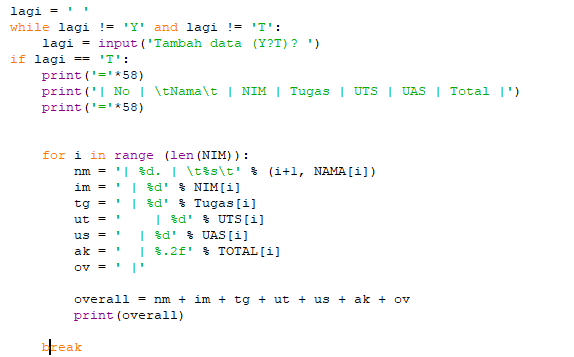 lagi = ' '
while lagi != 'Y' and lagi != 'T':
    lagi = input('Tambah data (Y?T)? ')
if lagi == 'T':
    print('='*58)
    print('| No | \tNama\t | NIM | Tugas | UTS | UAS | Total |')
    print('='*58)

    for i in range (len(NIM)):
        nm = '| %d. | \t%s\t' % (i+1, NAMA[i])
        im = ' | %d' % NIM[i]
        tg = ' | %d' % Tugas[i]
        ut = '    | %d' % UTS[i]
        us = '  | %d' % UAS[i]
        ak = '  | %.2f' % TOTAL[i]
        ov = ' |'

        overall = nm + im + tg + ut + us + ak + ov
        print(overall)

    break